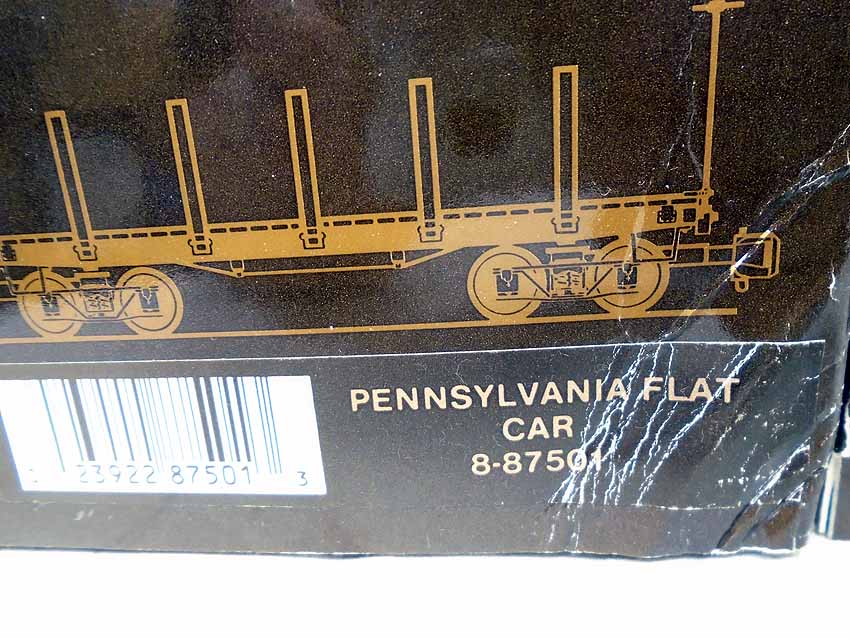 PENNSYLVANIA FLAT
CAR
8-87501
23922 87501 3